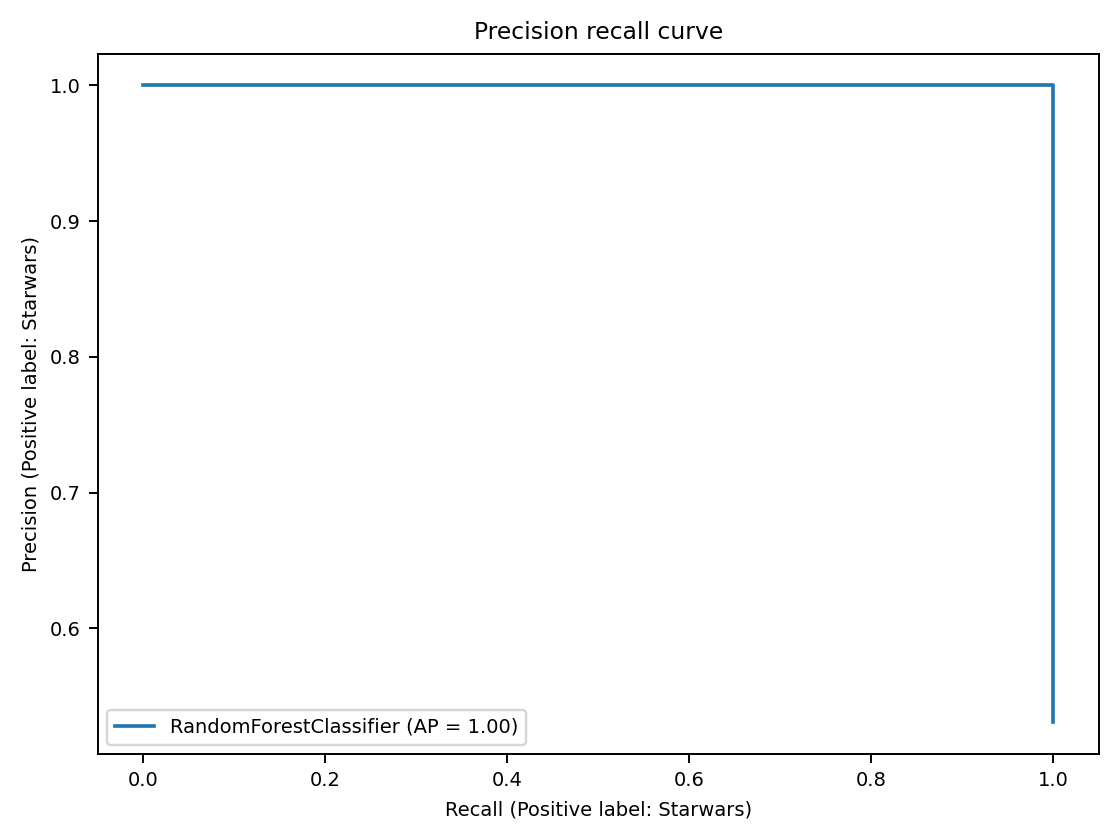 Precision recall curve
1.0
0.9
0.8
0.7
0.6
Precision (Positive label: Starwars)
RandomForestClassifier (AP = 1.00)
0.0 0.2 0.4 0.6 0.8 1.0
Recall (Positive label: Starwars)